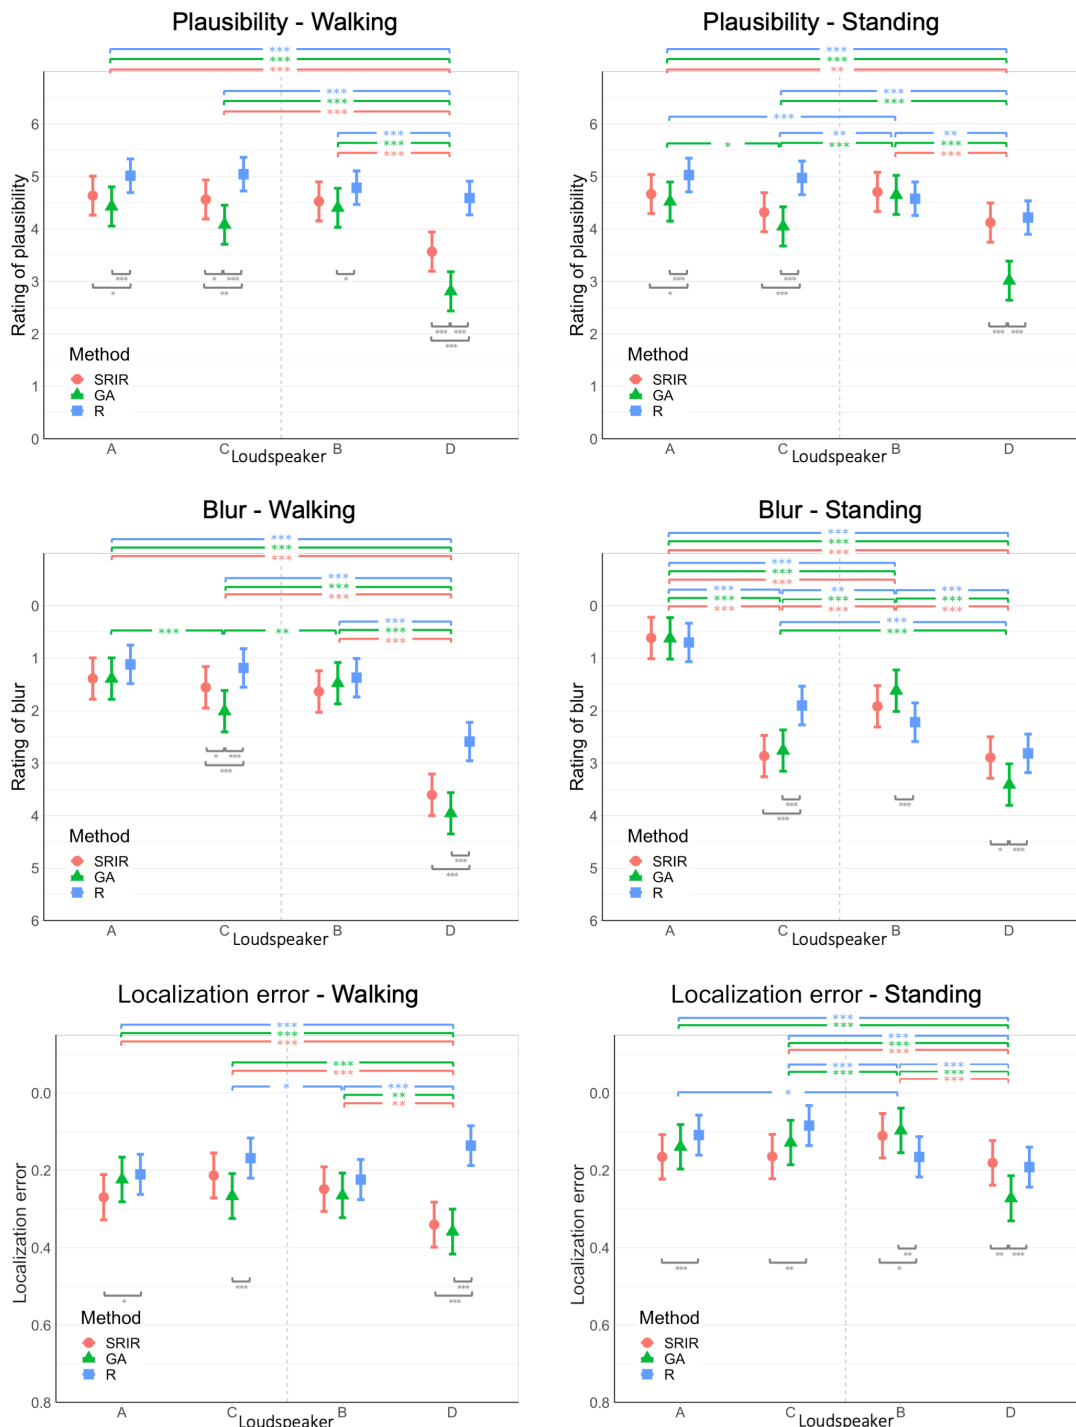 Plausibility - Walking
***
***
***
***
***
***
***
***
***
6
5
4
3
2
1
0
Rating of plausibility
***
*
* ***
**
*
*** ***
***
Method
SRIR
GA
R
A C B D
Loudspeaker
Plausibility - Standing
***
***
**
***
***
***
** **
* *** ***
***
6
5
4
3
2
1
0
Rating of plausibility
***
*
***
***
*** ***
Method
SRIR
GA
R
A C B D
Loudspeaker
Blur - Walking
***
***
***
***
***
***
***
*** ** ***
***
0
1
2
3
4
5
6
Rating of blur
* ***
***
***
***
Method
SRIR
GA
R
A C B D
Loudspeaker
Blur - Standing
***
***
***
***
***
***
*** ** ***
*** *** ***
*** *** ***
***
***
0
1
2
3
4
5
6
Rating of blur
***
***
***
* ***
Method
SRIR
GA
R
A C B D
Loudspeaker
Localization error - Walking
***
***
***
***
***
* ***
**
**
0.0
0.2
0.4
0.6
0.8
Localization error
*
***
***
***
Method
SRIR
GA
R
A C B D
Loudspeaker
Localization error - Standing
***
***
***
***
***
*** ***
*** ***
***
*
0.0
0.2
0.4
0.6
0.8
Localization error
***
**
**
*
** ***
Method
SRIR
GA
R
A C B D
Loudspeaker